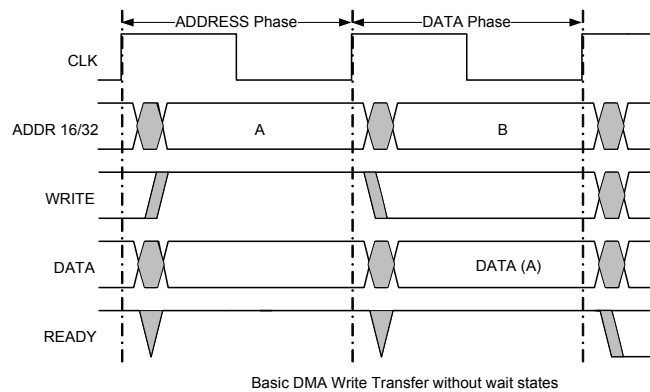 ADDRESS Phase DATA Phase
CLK
ADDR 16/32 A B
WRITE
DATA DATA (A)
READY
Basic DMA Write Transfer without wait states